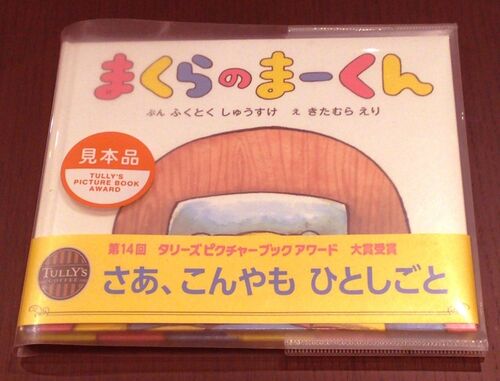 まくらのまーくん
ぶん ふくとく しゅうすけ え きたむら えり
見本品
TULLY'S
PICTURE BOOK
AWARD
第14回 タリーズピクチャーブックアワード 大賞受賞
TULLY'S
COFFEE
さあ、こんやも ひとしごと